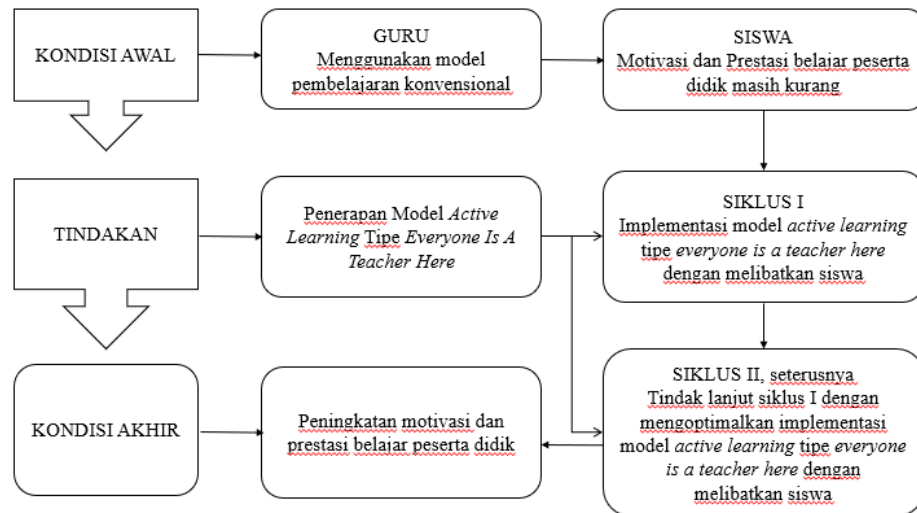 KONDISI AWAL
GURU
Menggunakan model
pembelajaran konvensional
SISWA
Motivasi dan Prestasi belajar peserta
didik masih kurang
TINDAKAN
Penerapan Model Active
Learning Tipe Everyone Is A
Teacher Here
SIKLUS I
Implementasi model active learning
tipe everyone is a teacher here
dengan melibatkan siswa
KONDISI AKHIR
Peningkatan motivasi dan
prestasi belajar peserta didik
SIKLUS II, seterusnya
Tindak lanjut siklus I dengan
mengoptimalkan implementasi
model active learning tipe everyone
is a teacher here dengan
melibatkan siswa